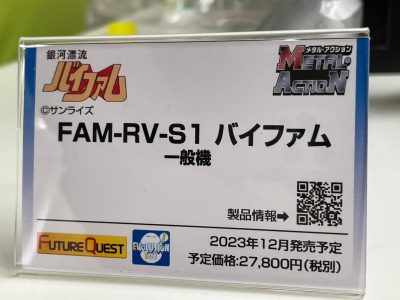 銀河漂流
バイファム
©サンライズ
メタル・アクション
METAL・
ACTION
FAM-RV-S1 バイファム
一般機
製品情報➡
FUTUREQUEST
EVOLUTION
2023年12月発売予定
予定価格:27,800円(税別)